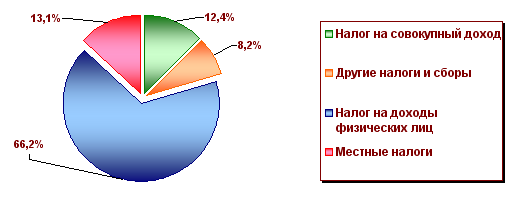 13,1%
12,4%
8,2%
66,2%
Налог на совокупный доход
Другие налоги и сборы
Налог на доходы
физических лиц
Местные налоги